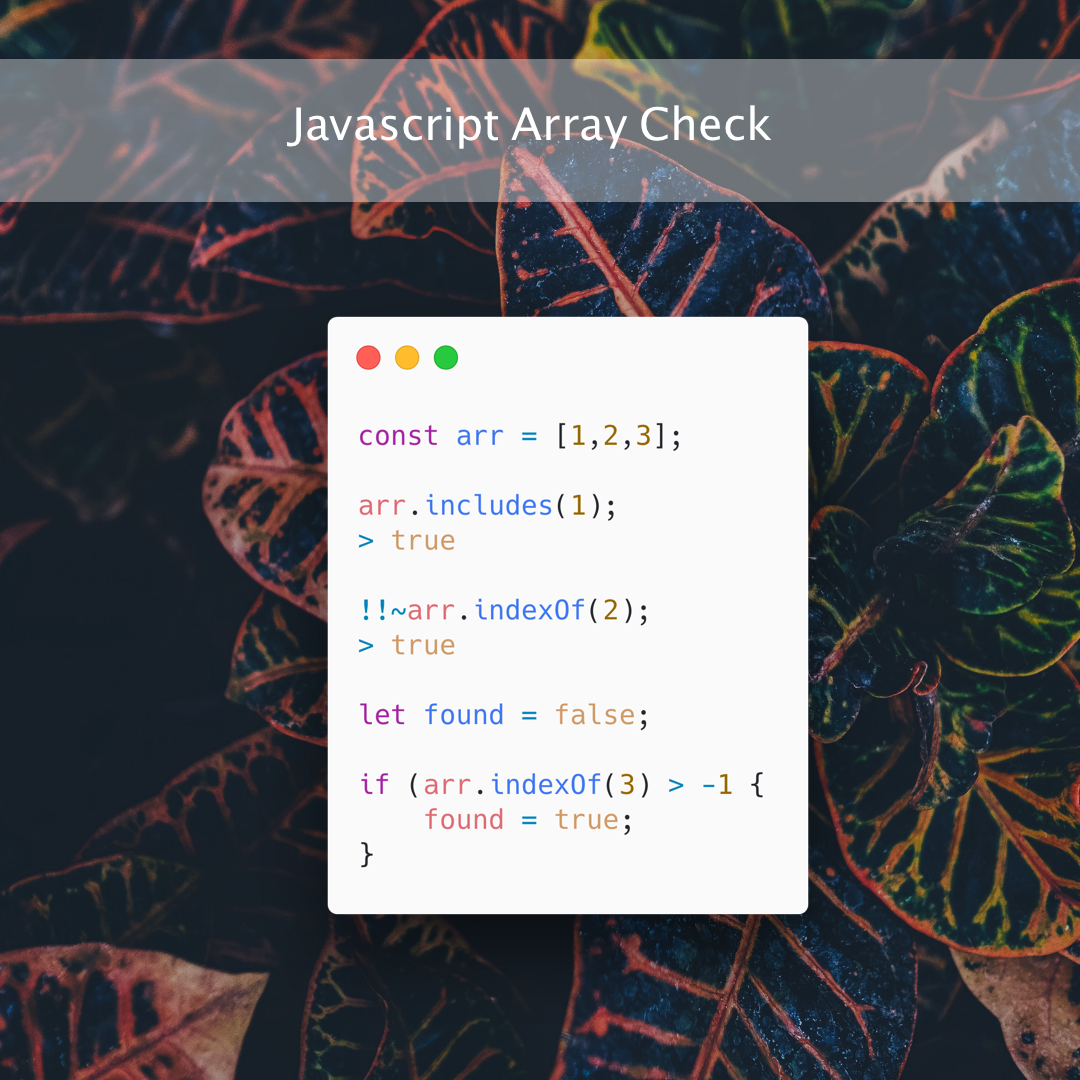 Javascript Array Check
const arr = [1,2,3];
arr.includes(1);
> true
!!~arr.indexOf(2);
> true
let found = false;
if (arr.indexOf(3) > -1 {
    found = true;
}